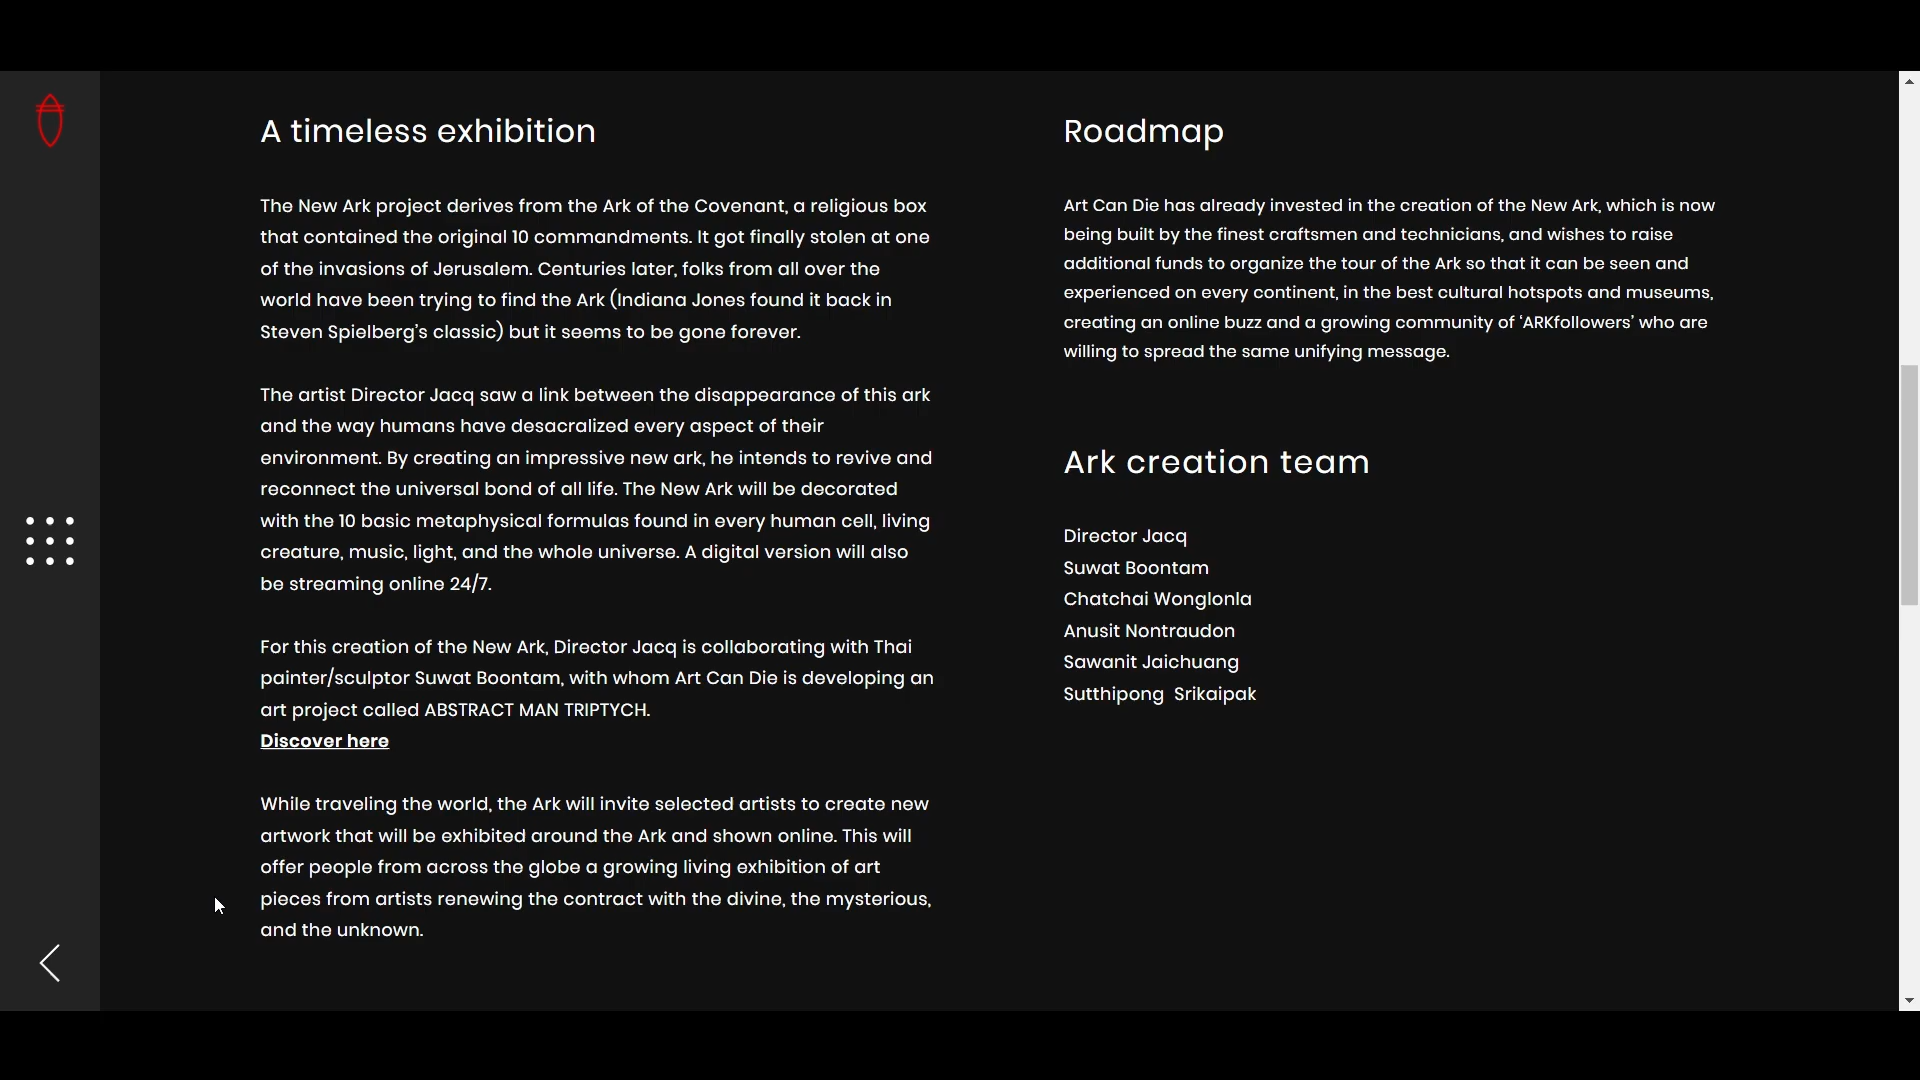 A timeless exhibition
The New Ark project derives from the Ark of the Covenant, a religious box
that contained the original 10 commandments. It got finally stolen at one
of the invasions of Jerusalem. Centuries later, folks from all over the
world have been trying to find the Ark (Indiana Jones found it back in
Steven Spielberg’s classic) but it seems to be gone forever.
The artist Director Jacq saw a link between the disappearance of this ark
and the way humans have desacralized every aspect of their
environment. By creating an impressive new ark, he intends to revive and
reconnect the universal bond of all life. The New Ark will be decorated
with the 10 basic metaphysical formulas found in every human cell, living
creature, music, light, and the whole universe. A digital version will also
be streaming online 24/7.
For this creation of the New Ark, Director Jacq is collaborating with Thai
painter/sculptor Suwat Boontam, with whom Art Can Die is developing an
art project called ABSTRACT MAN TRIPTYCH.
Discover here
While traveling the world, the Ark will invite selected artists to create new
artwork that will be exhibited around the Ark and shown online. This will
offer people from across the globe a growing living exhibition of art
pieces from artists renewing the contract with the divine, the mysterious,
and the unknown.
Roadmap
Art Can Die has already invested in the creation of the New Ark, which is now
being built by the finest craftsmen and technicians, and wishes to raise
additional funds to organize the tour of the Ark so that it can be seen and
experienced on every continent, in the best cultural hotspots and museums,
creating an online buzz and a growing community of ‘ARKfollowers’ who are
willing to spread the same unifying message.
Ark creation team
Director Jacq
Suwat Boontam
Chatchai Wonglonla
Anusit Nontraudon
Sawanit Jaichuang
Sutthipong  Srikaipak